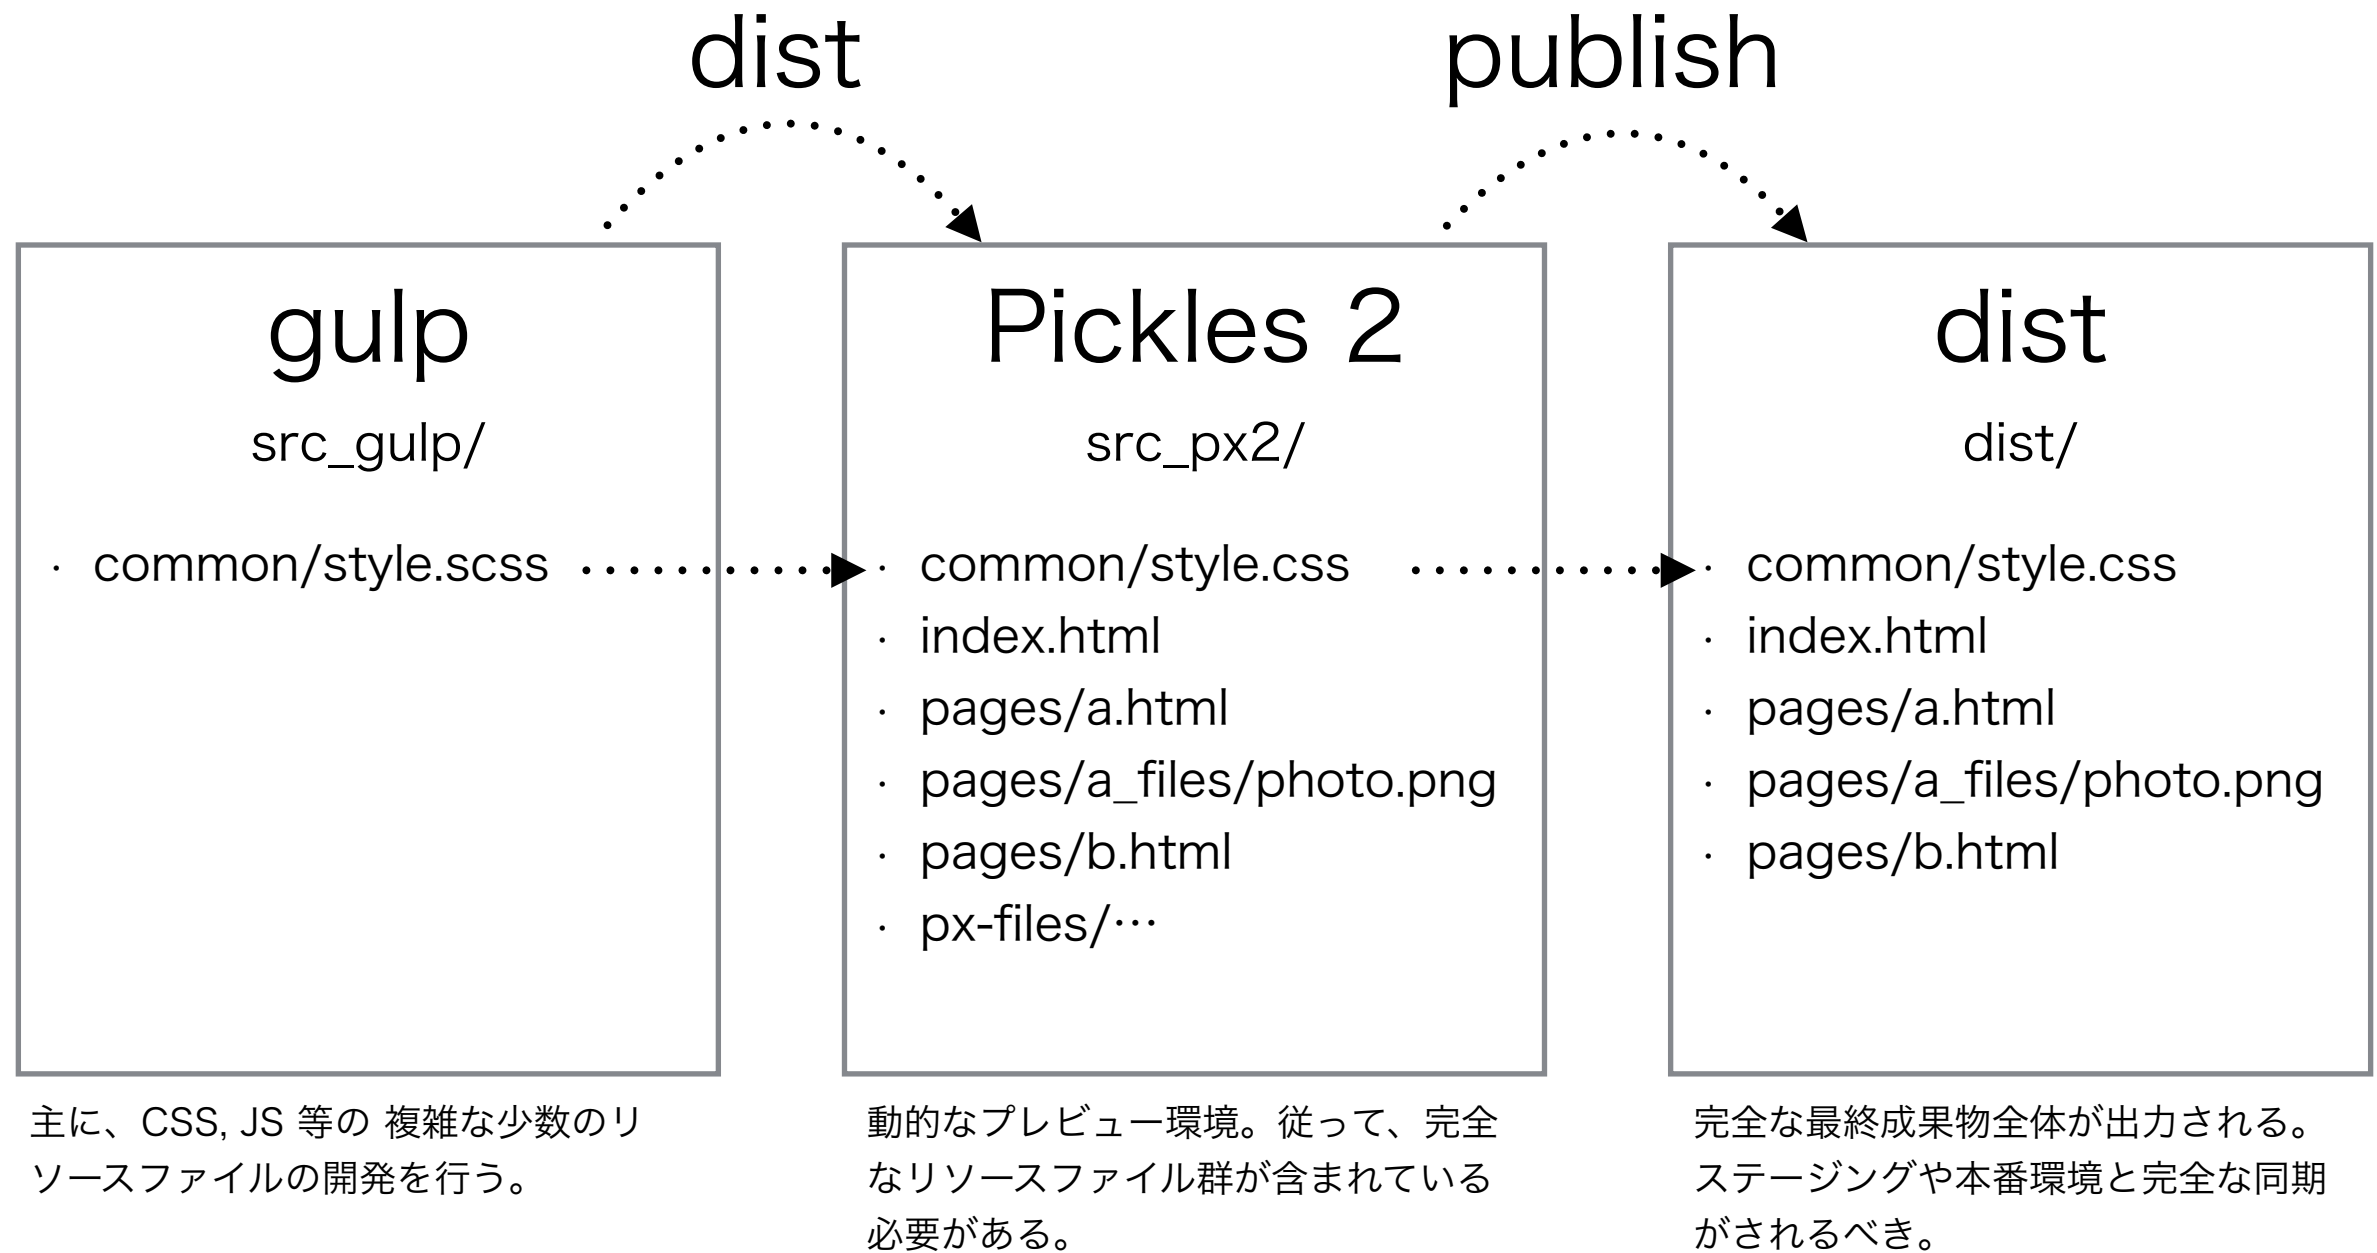 dist
publish
gulp
src_gulp/
・ common/style.scss
主に、CSS, JS 等の 複雑な少数のリ
ソースファイルの開発を行う。
Pickles 2
src_px2/
・ common/style.css
・ index.html
・ pages/a.html
・ pages/a_files/photo.png
・ pages/b.html
・ px-files/…
動的なプレビュー環境。従って、完全
なリソースファイル群が含まれている
必要がある。
dist
dist/
・ common/style.css
・ index.html
・ pages/a.html
・ pages/a_files/photo.png
・ pages/b.html
完全な最終成果物全体が出力される。
ステージングや本番環境と完全な同期
がされるべき。